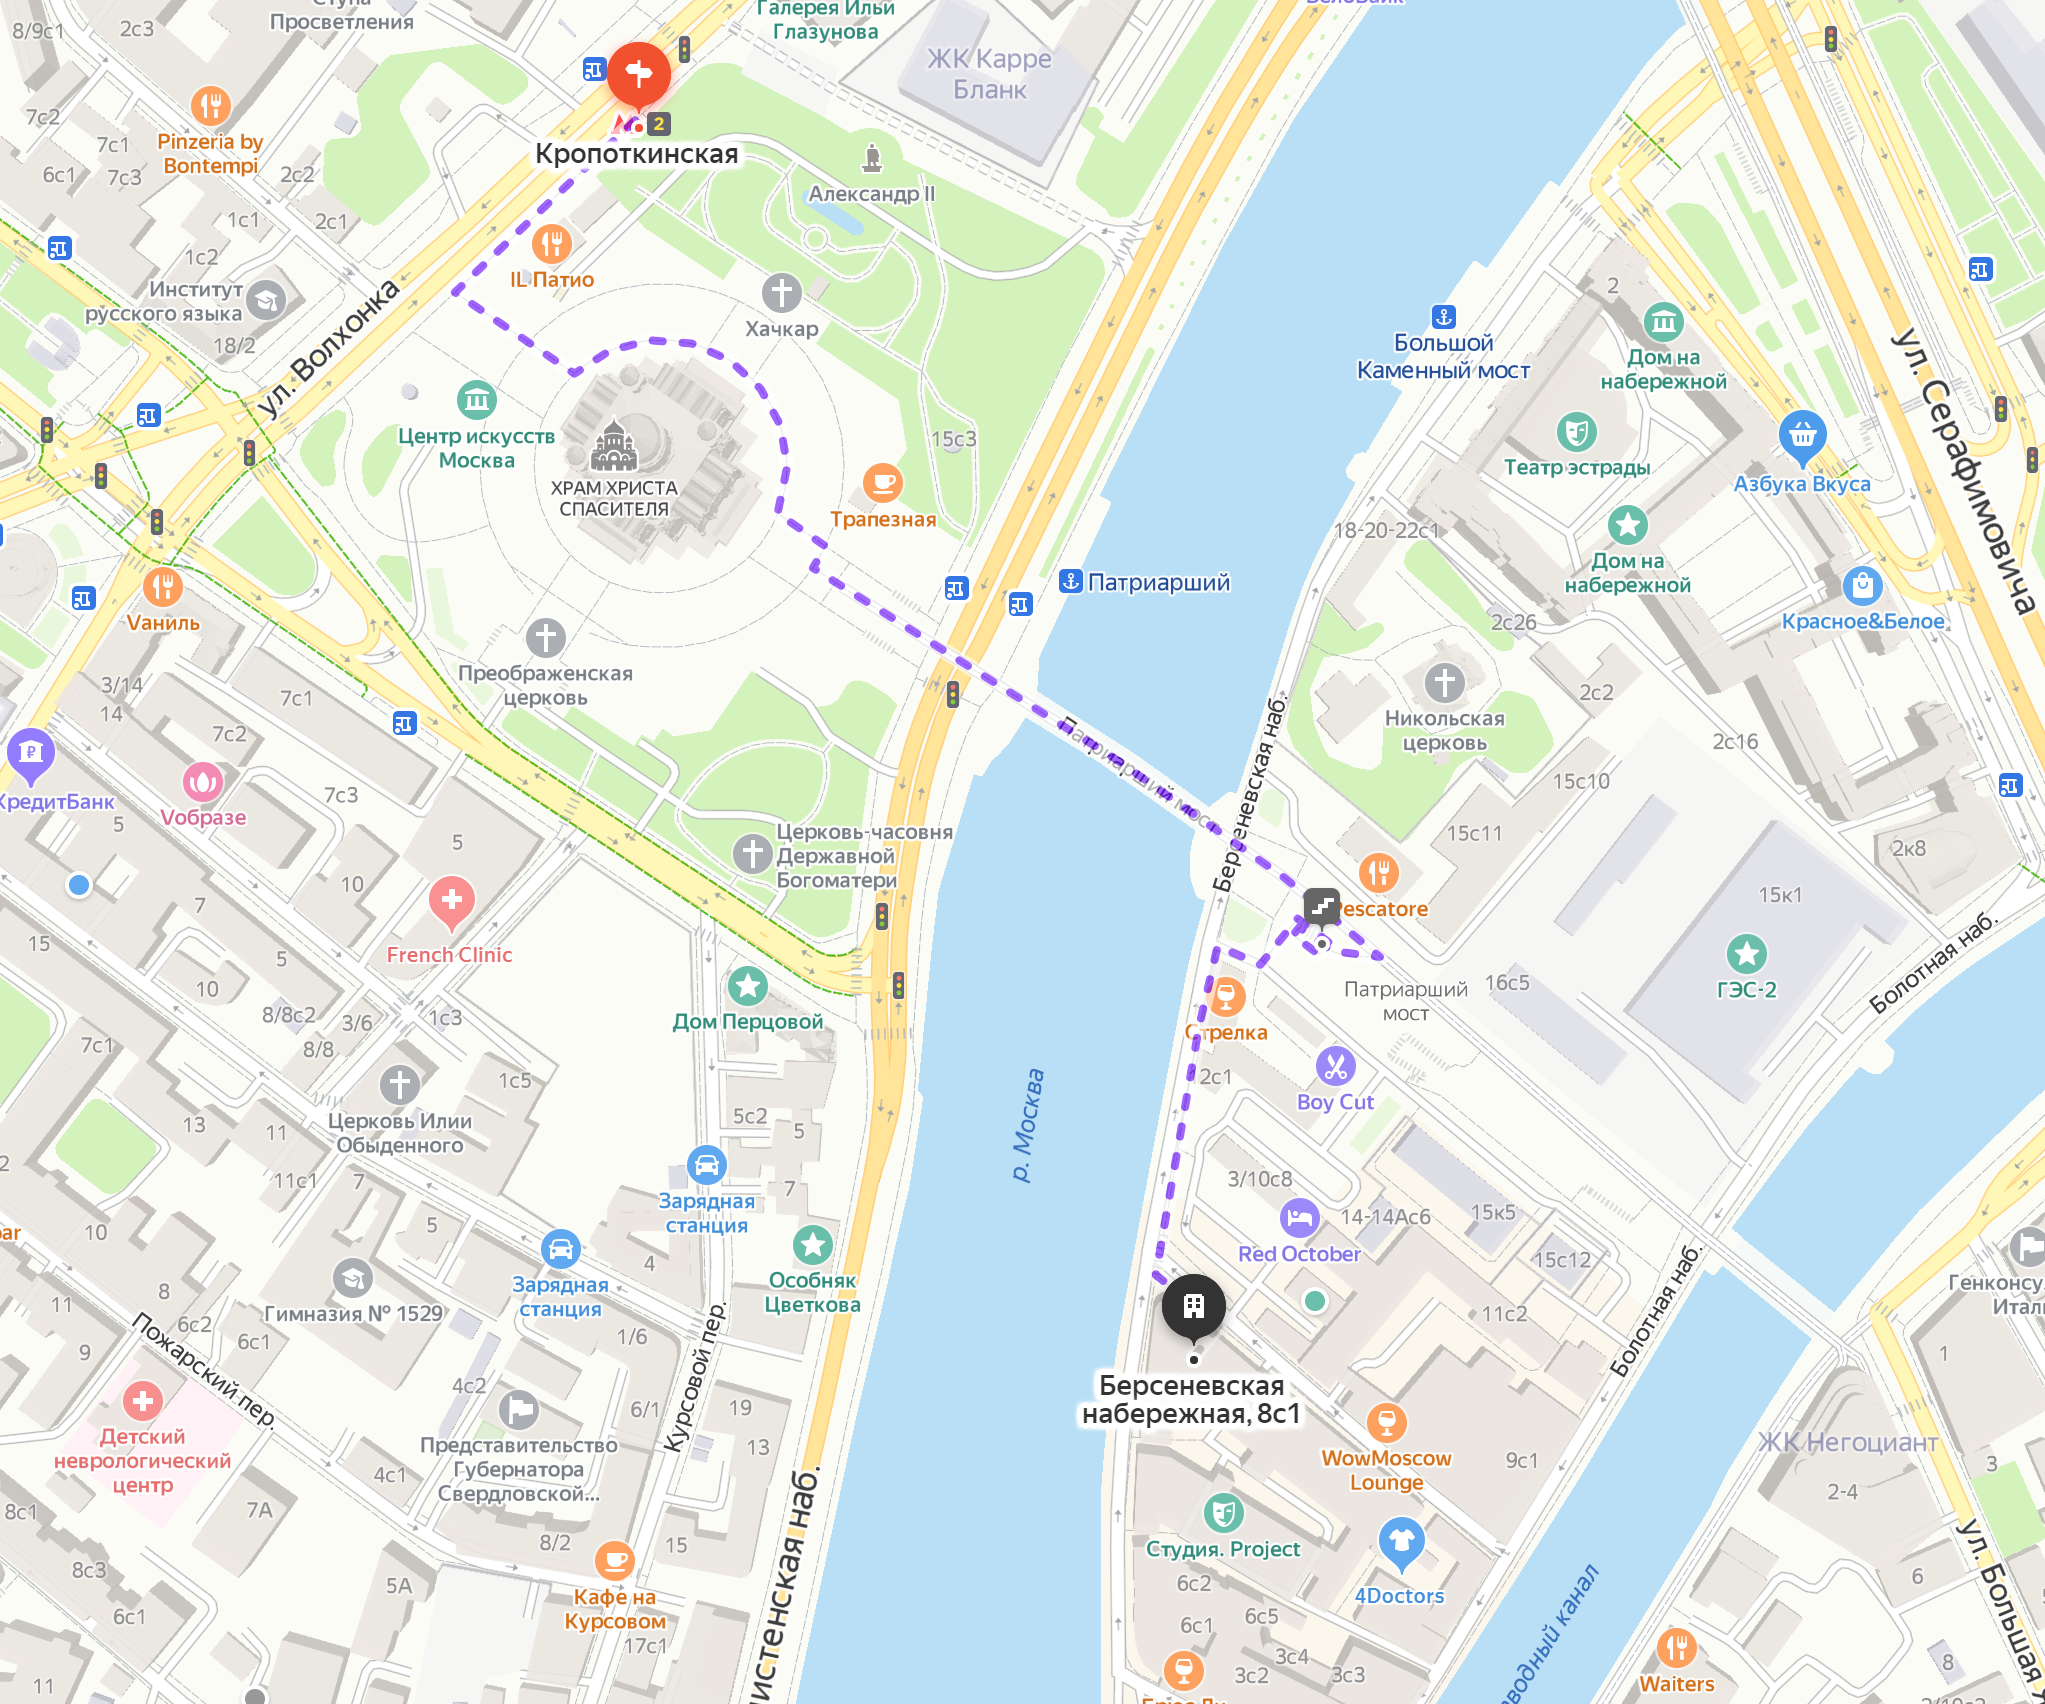 Ступа
Просветления
8/9с1
2с3
Галерея Ильи
Глазунова
ВелоБайк
ЖК Карре
Бланк
7с2
Pinzeria by
Bontempi
7с1
7с3
6с1
2с2
2
Кропоткинская
Александр II
1с1
2с1
1с2
Институт
русского языка
18/2
ул. Волхонка
IL Патио
Хачкар
2
Большой
Каменный мост
Дом на
набережной
ул. Серафимовича
Центр искусств
Москва
15с3
ХРАМ ХРИСТА
СПАСИТЕЛЯ
Трапезная
Театр эстрады
Азбука Вкуса
18-20-22с1
Дом на
набережной
Патриарший
Красное&Белое
2с26
Vаниль
Преображенская
церковь
3/14
14
7с1
7с2
2с2
Никольская
церковь
2с16
Патриарший мост
Берсеневская наб.
КредитБанк
Vобразе
7с3
5
5
15с10
15с11
2к8
Церковь-часовня
Державной
Богоматери
10
7
Pescatore
15к1
15
5
French Clinic
10
Болотная наб.
ГЭС-2
16с5
Патриарший
мост
8/8с2
3/6
1с3
8/8
Дом Перцовой
Стрелка
7с1
1с5
2с1
Boy Cut
р. Москва
Церковь Илии
Обыденного
13
11
5с2
5
2
11с1
7
7
3/10с8
Зарядная
станция
14-14Ас6
15к5
bar
10
5
Red October
15с12
4
Зарядная
станция
Особняк
Цветкова
Генконсу
Итал
8
11
6с2
6с1
Гимназия № 1529
11с2
1/6
Пожарский пер.
9
Курсовой пер.
Болотная наб.
1
Берсеневская
набережная, 8с1
4с2
6/1
19
13
Детский
неврологический
центр
Представительство
Губернатора
Свердловской...
4с1
WowMoscow
Lounge
9с1
ЖК Негоциант
3
2-4
8с1
7А
8/2
15
Студия. Project
истенская наб.
ул. Большая
8с3
5А
Кафе на
Курсовом
6с2
4Doctors
6
6с1
6с1
6с5
17с1
3с4
3с2
3с3
водный канал
Waiters
8
11